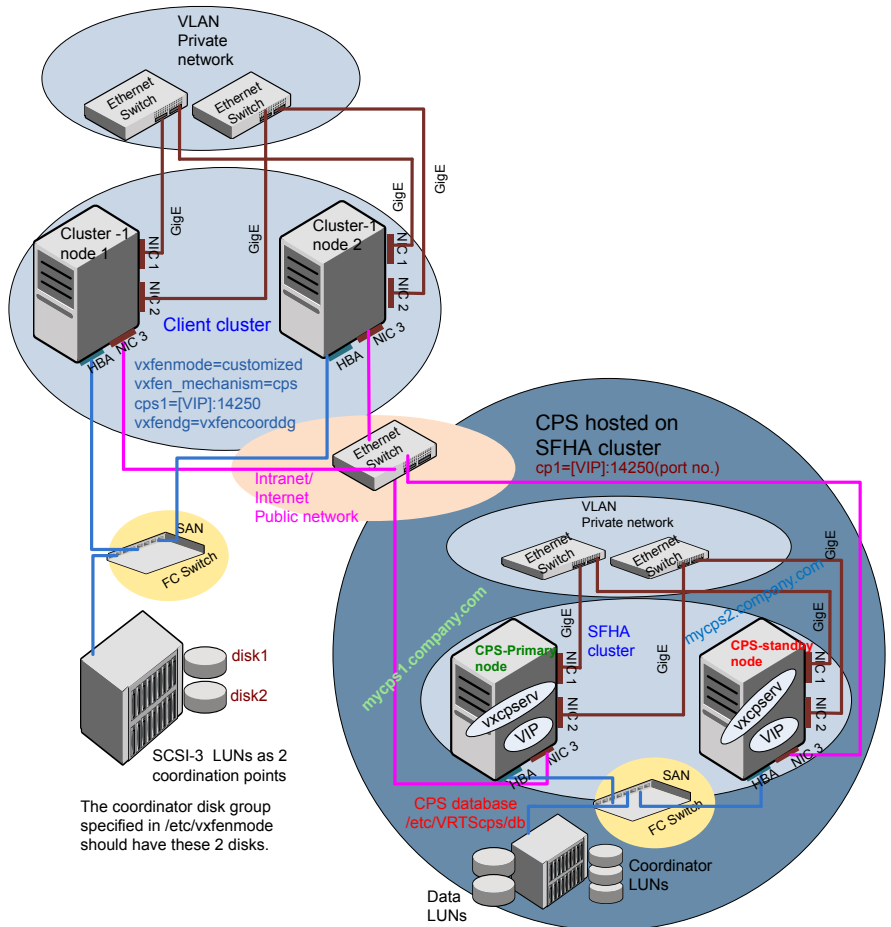 VLAN
Private
network
Ethernet
Switch
Ethernet
Switch
GigE
GigE
GigE
GigE
Cluster -1
node 1
NIC 1
NIC 2
HBA
NIC 3
Cluster-1
node 2
NIC 1
NIC 2
HBA
NIC 3
Client cluster
vxfenmode=customized
vxfen_mechanism=cps
cps1=[VIP]:14250
vxfendg=vxfencoorddg
Ethernet
Switch
Intranet/
Internet
Public network
SAN
FC Switch
disk1
disk2
SCSI-3 LUNs as 2
coordination points
The coordinator disk group
specified in /etc/vxfenmode
should have these 2 disks.
CPS hosted on
SFHA cluster
cp1=[VIP]:14250(port no.)
VLAN
Private network
Ethernet
Switch
Ethernet
Switch
GigE
GigE
GigE
GigE
mycps1.company.com
mycps2.company.com
SFHA
cluster
CPS-Primary
node
vxcpserv
VIP
NIC 1
NIC 2
HBA
NIC 3
CPS-standby
node
vxcpserv
VIP
NIC 1
NIC 2
HBA
NIC 3
SAN
FC Switch
CPS database
/etc/VRTScps/db
Data
LUNs
Coordinator
LUNs